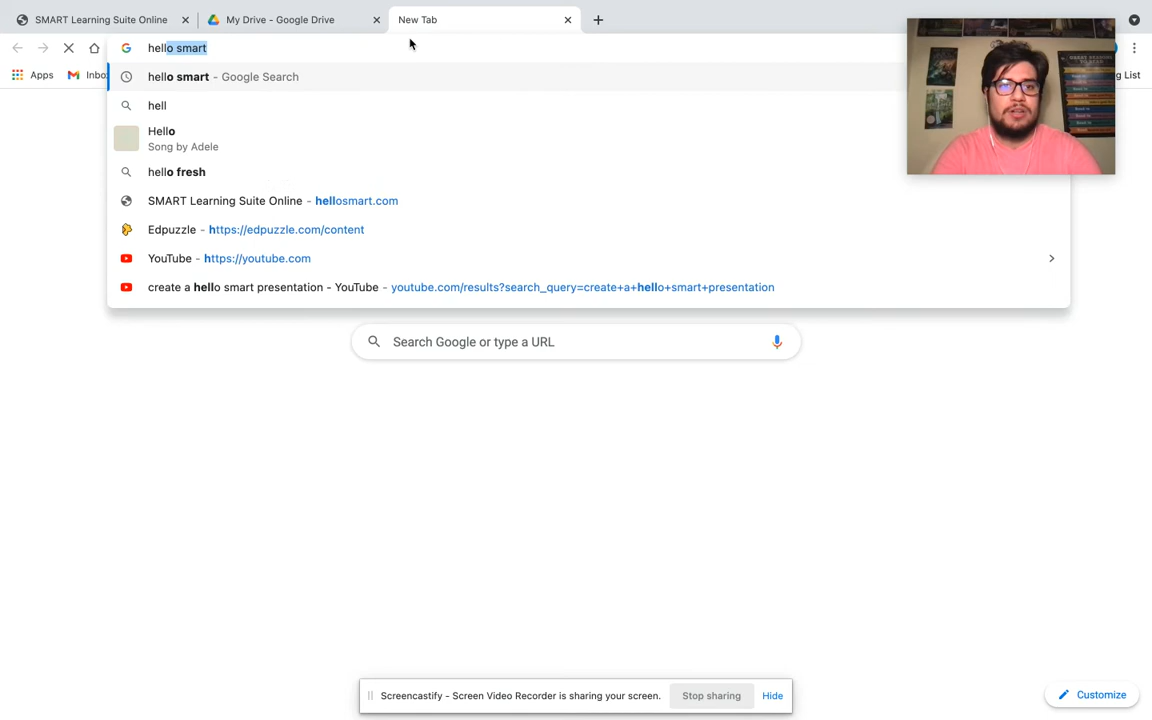 SMART Learning Suite Online
My Drive - Google Drive
New Tab
hello smart
Apps
Inbo
g List
hello smart - Google Search
hell
Hello
Song by Adele
hello fresh
SMART Learning Suite Online - hellosmart.com
Edpuzzle - https://edpuzzle.com/content
YouTube - https://youtube.com
create a hello smart presentation - YouTube - youtube.com/results?search_query=create+a+hello+smart+presentation
Search Google or type a URL
Screencastify - Screen Video Recorder is sharing your screen.
Stop sharing
Hide
Customize